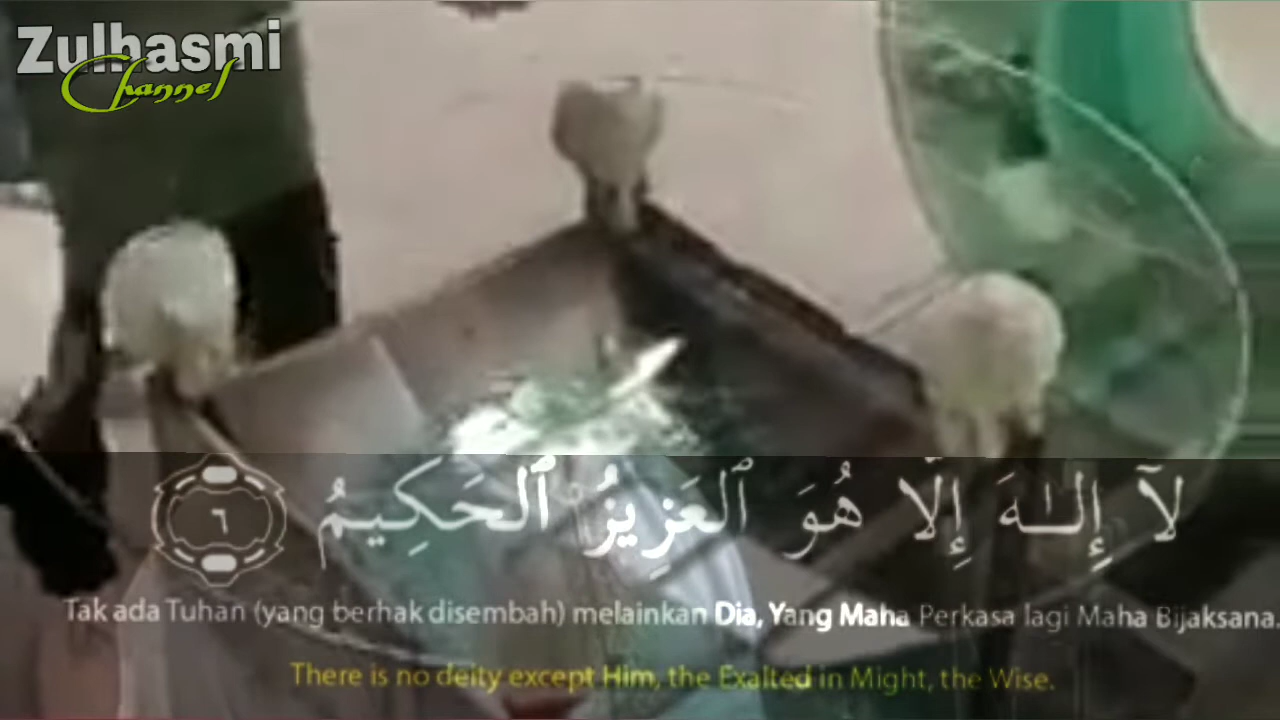 Zulhasmi
Channel
لَآ إِلَـٰهَ إِلَّا هُوَ ٱلْعَزِيزُ ٱلْحَكِيمُ ٦
Tak ada Tuhan (yang berhak disembah) melainkan Dia, Yang Maha Perkasa lagi Maha Bijaksana.
There is no deity except Him, the Exalted in Might, the Wise.